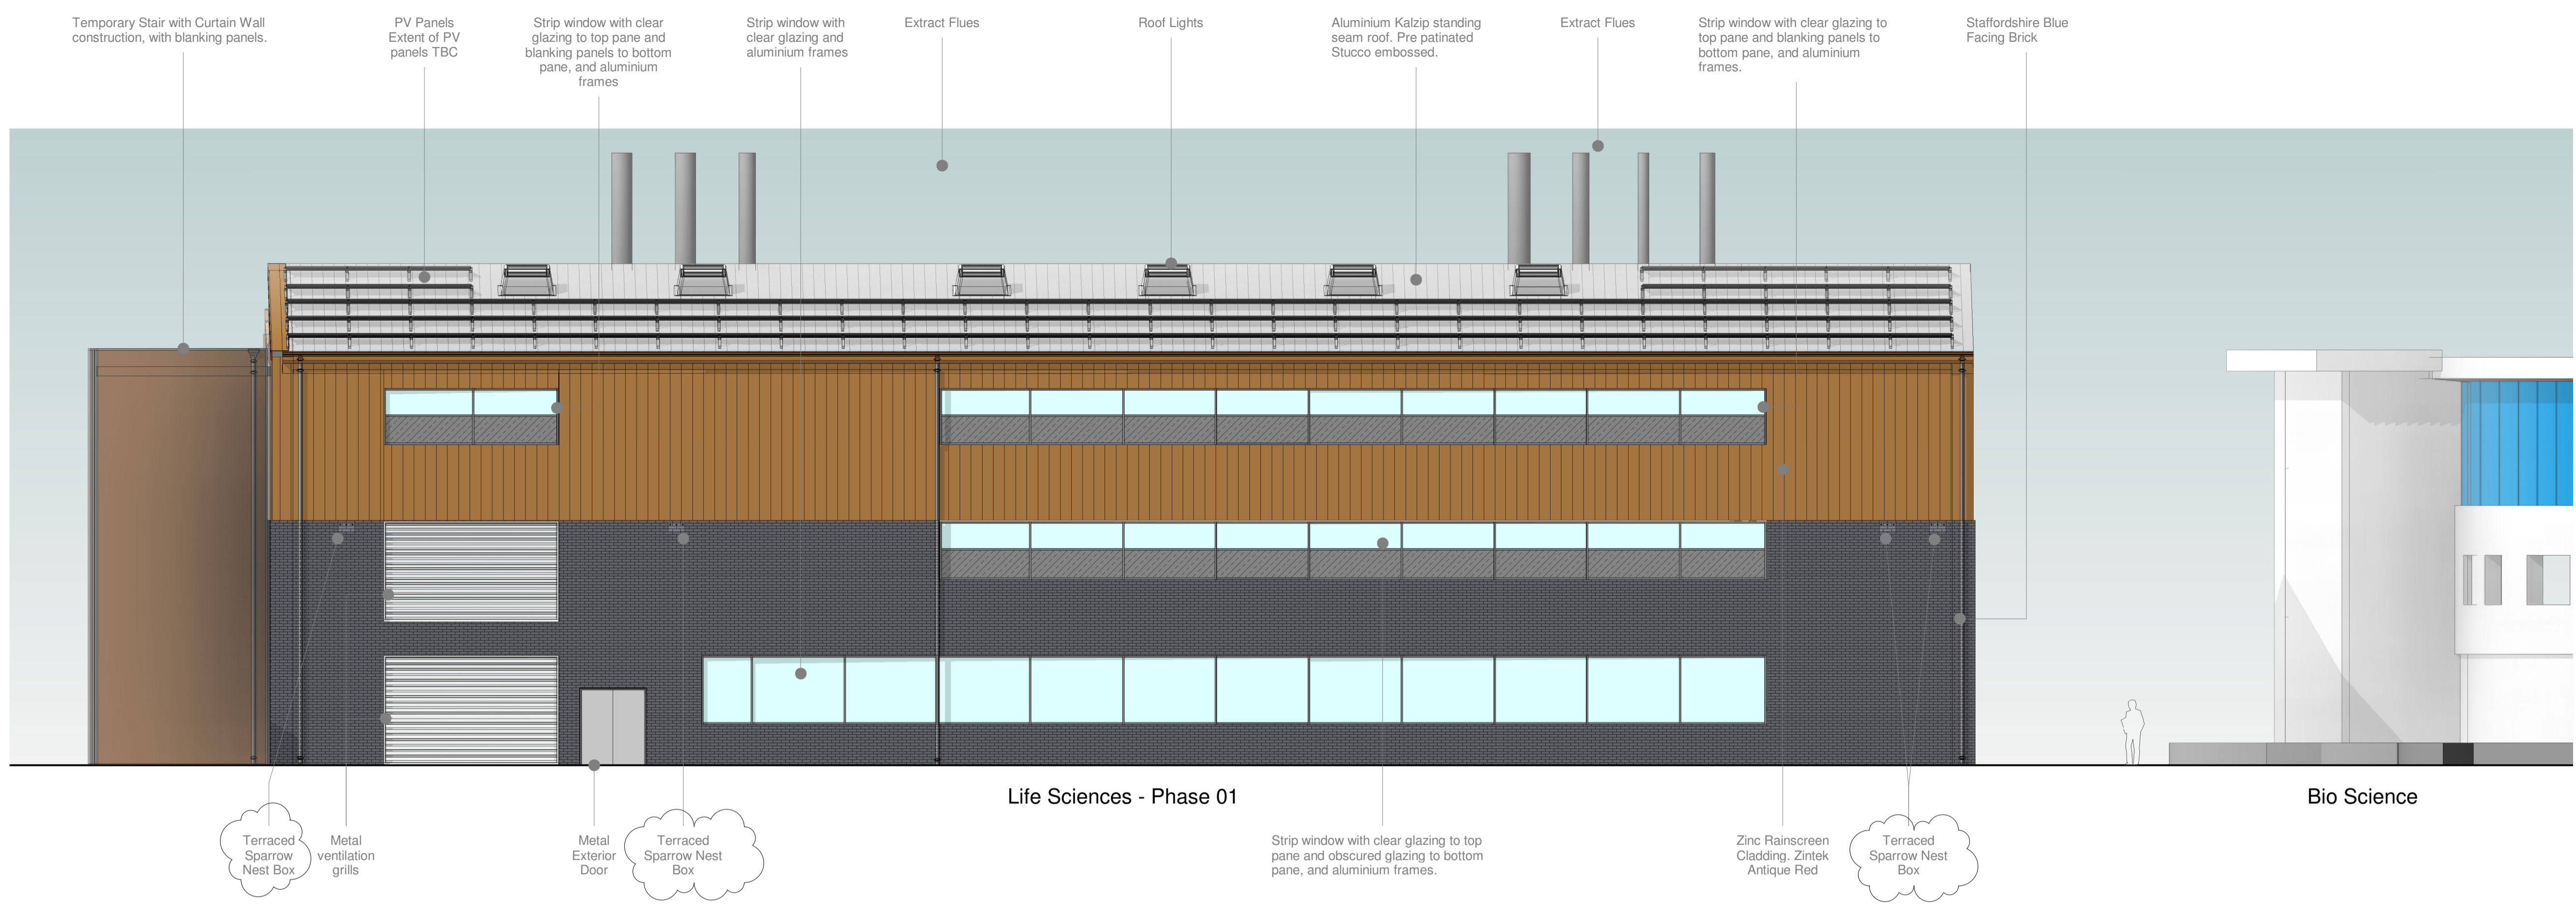 Temporary Stair with Curtain Wall
construction, with blanking panels.
PV Panels
Extent of PV
panels TBC
Strip window with clear
glazing to top pane and
blanking panels to bottom
pane, and aluminium
frames
Strip window with
clear glazing and
aluminium frames
Extract Flues
Roof Lights
Aluminium Kalzip standing
seam roof. Pre patinated
Stucco embossed.
Extract Flues
Strip window with clear glazing to
top pane and blanking panels to
bottom pane, and aluminium
frames.
Staffordshire Blue
Facing Brick
Life Sciences - Phase 01
Bio Science
Terraced
Sparrow
Nest Box
Metal
ventilation
grills
Metal
Exterior
Door
Terraced
Sparrow Nest
Box
Strip window with clear glazing to top
pane and obscured glazing to bottom
pane, and aluminium frames.
Zinc Rainscreen
Cladding. Zintek
Antique Red
Terraced
Sparrow Nest
Box